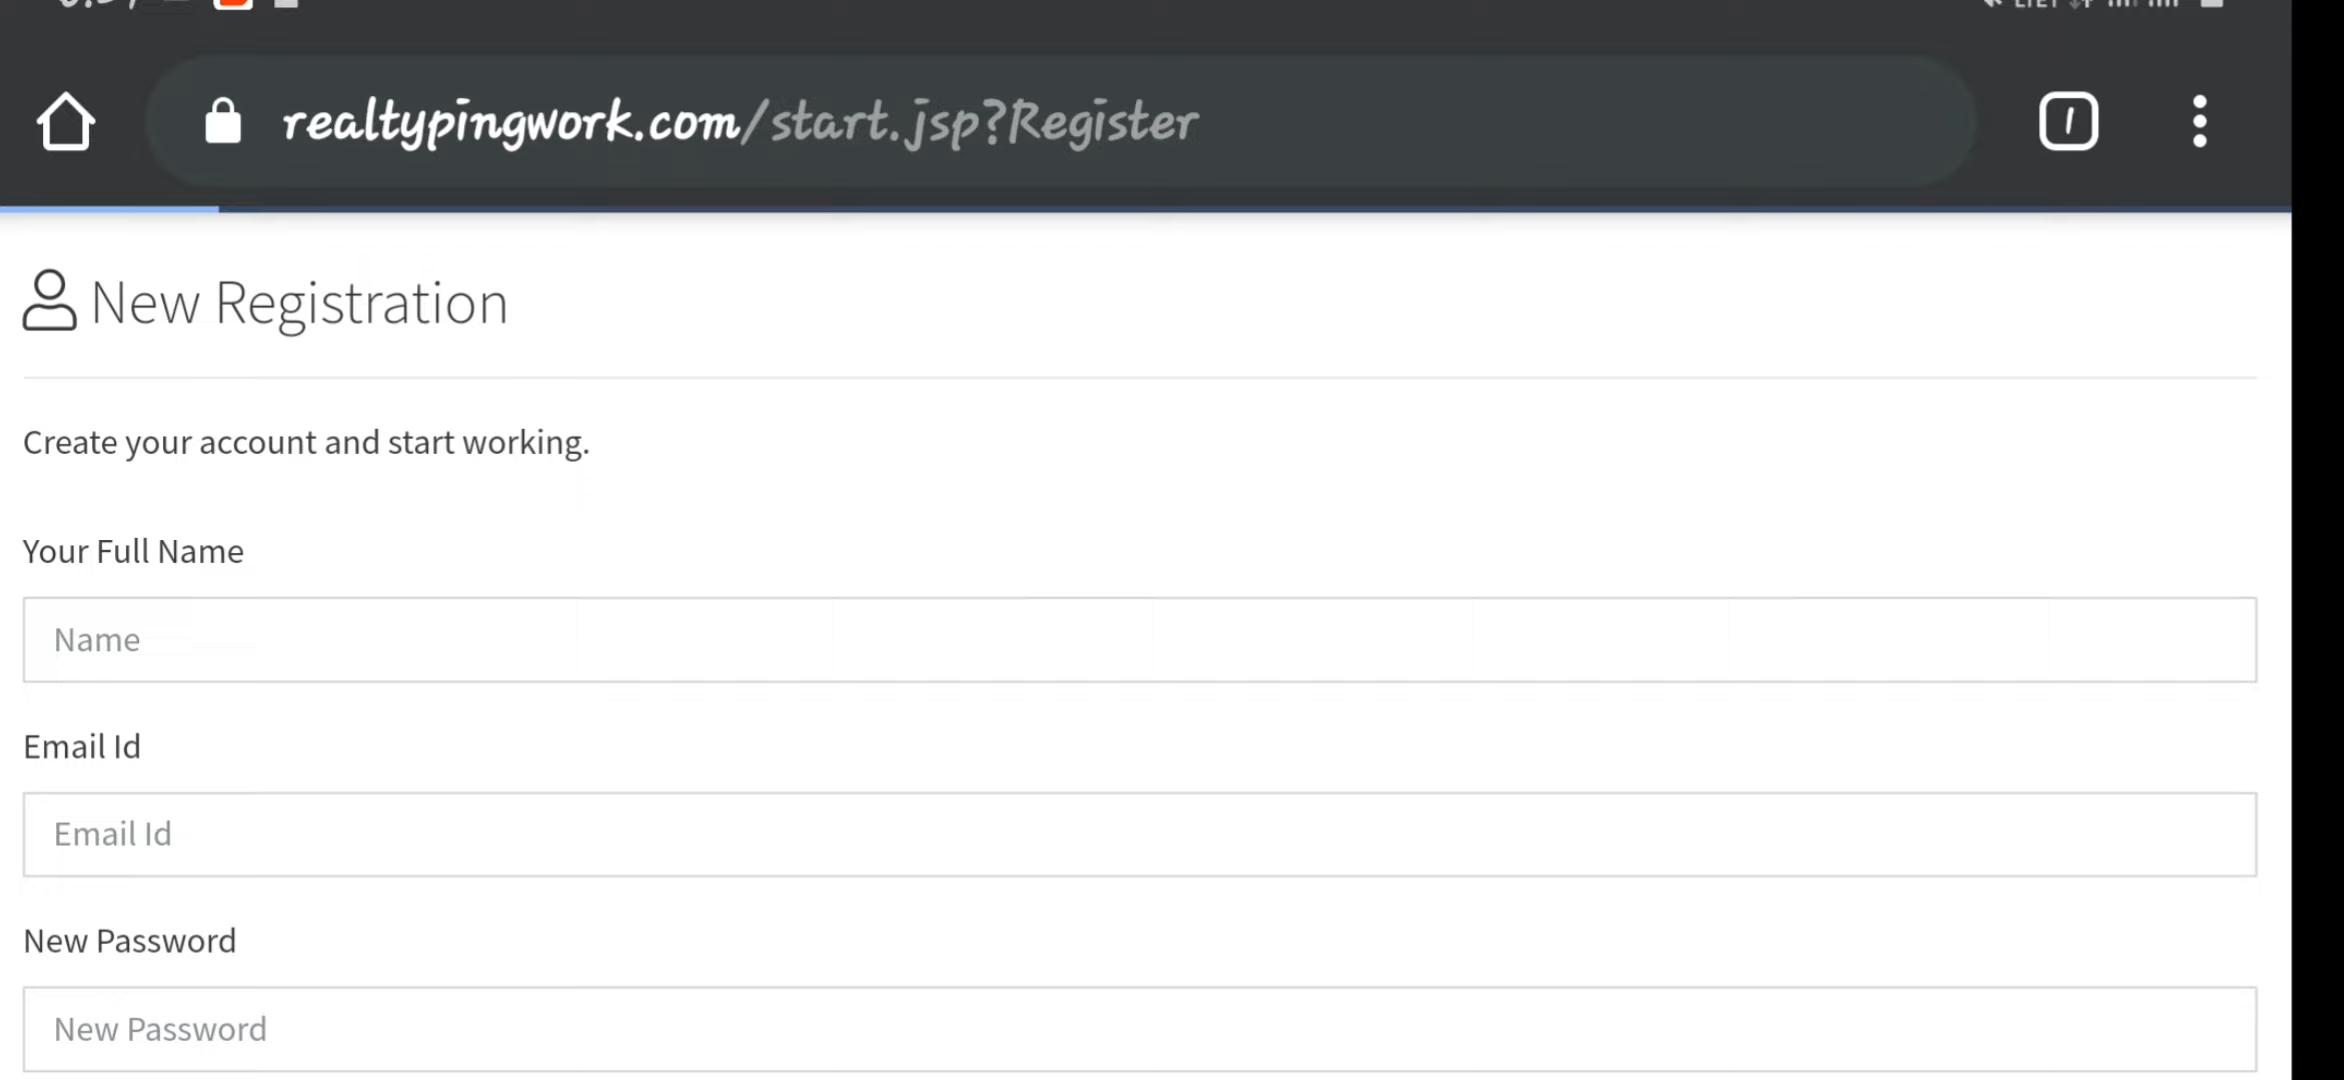 realtypingwork.com/start.jsp?Register
New Registration
Create your account and start working.
Your Full Name
Name
Email Id
Email Id
New Password
New Password